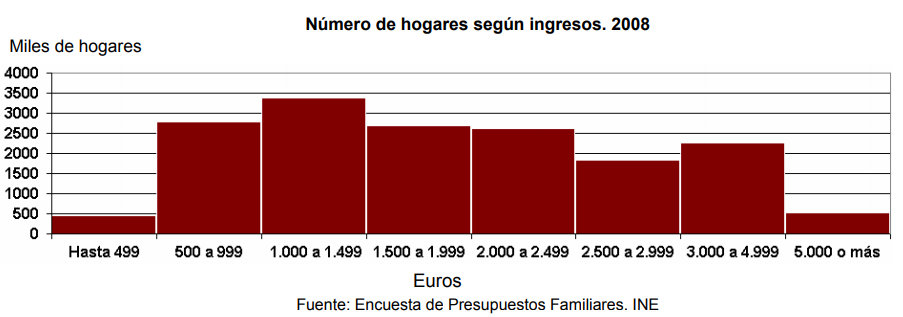 Número de hogares según ingresos. 2008
Miles de hogares
4000
3500
3000
2500
2000
1500
1000
500
0
Hasta 499 500 a 999 1.000 a 1.499 1.500 a 1.999 2.000 a 2.499 2.500 a 2.999 3.000 a 4.999 5.000 o más
Euros
Fuente: Encuesta de Presupuestos Familiares. INE